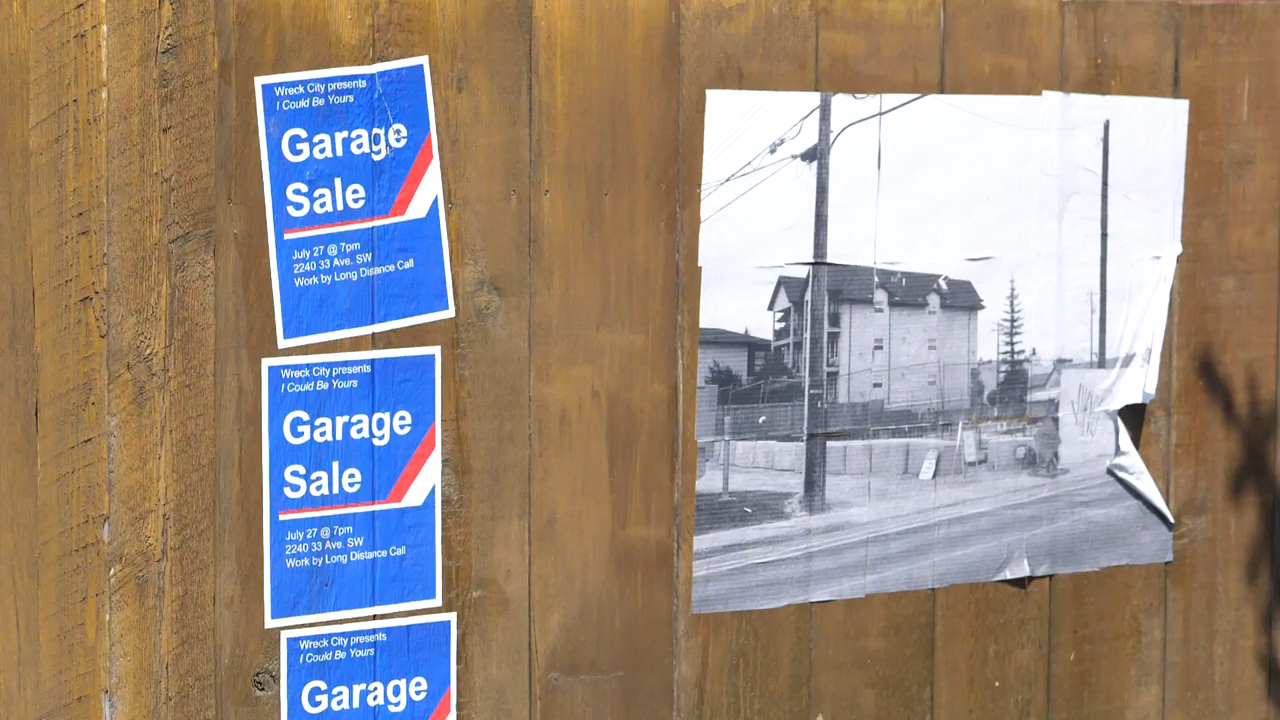 Wreck City presents
I Could Be Yours
Garage
Sale
July 27 @ 7pm
2240 33 Ave. SW
Work by Long Distance Call
Wreck City presents
I Could Be Yours
Garage
Sale
July 27 @ 7pm
2240 33 Ave. SW
Work by Long Distance Call
Wreck City presents
I Could Be Yours
Garage